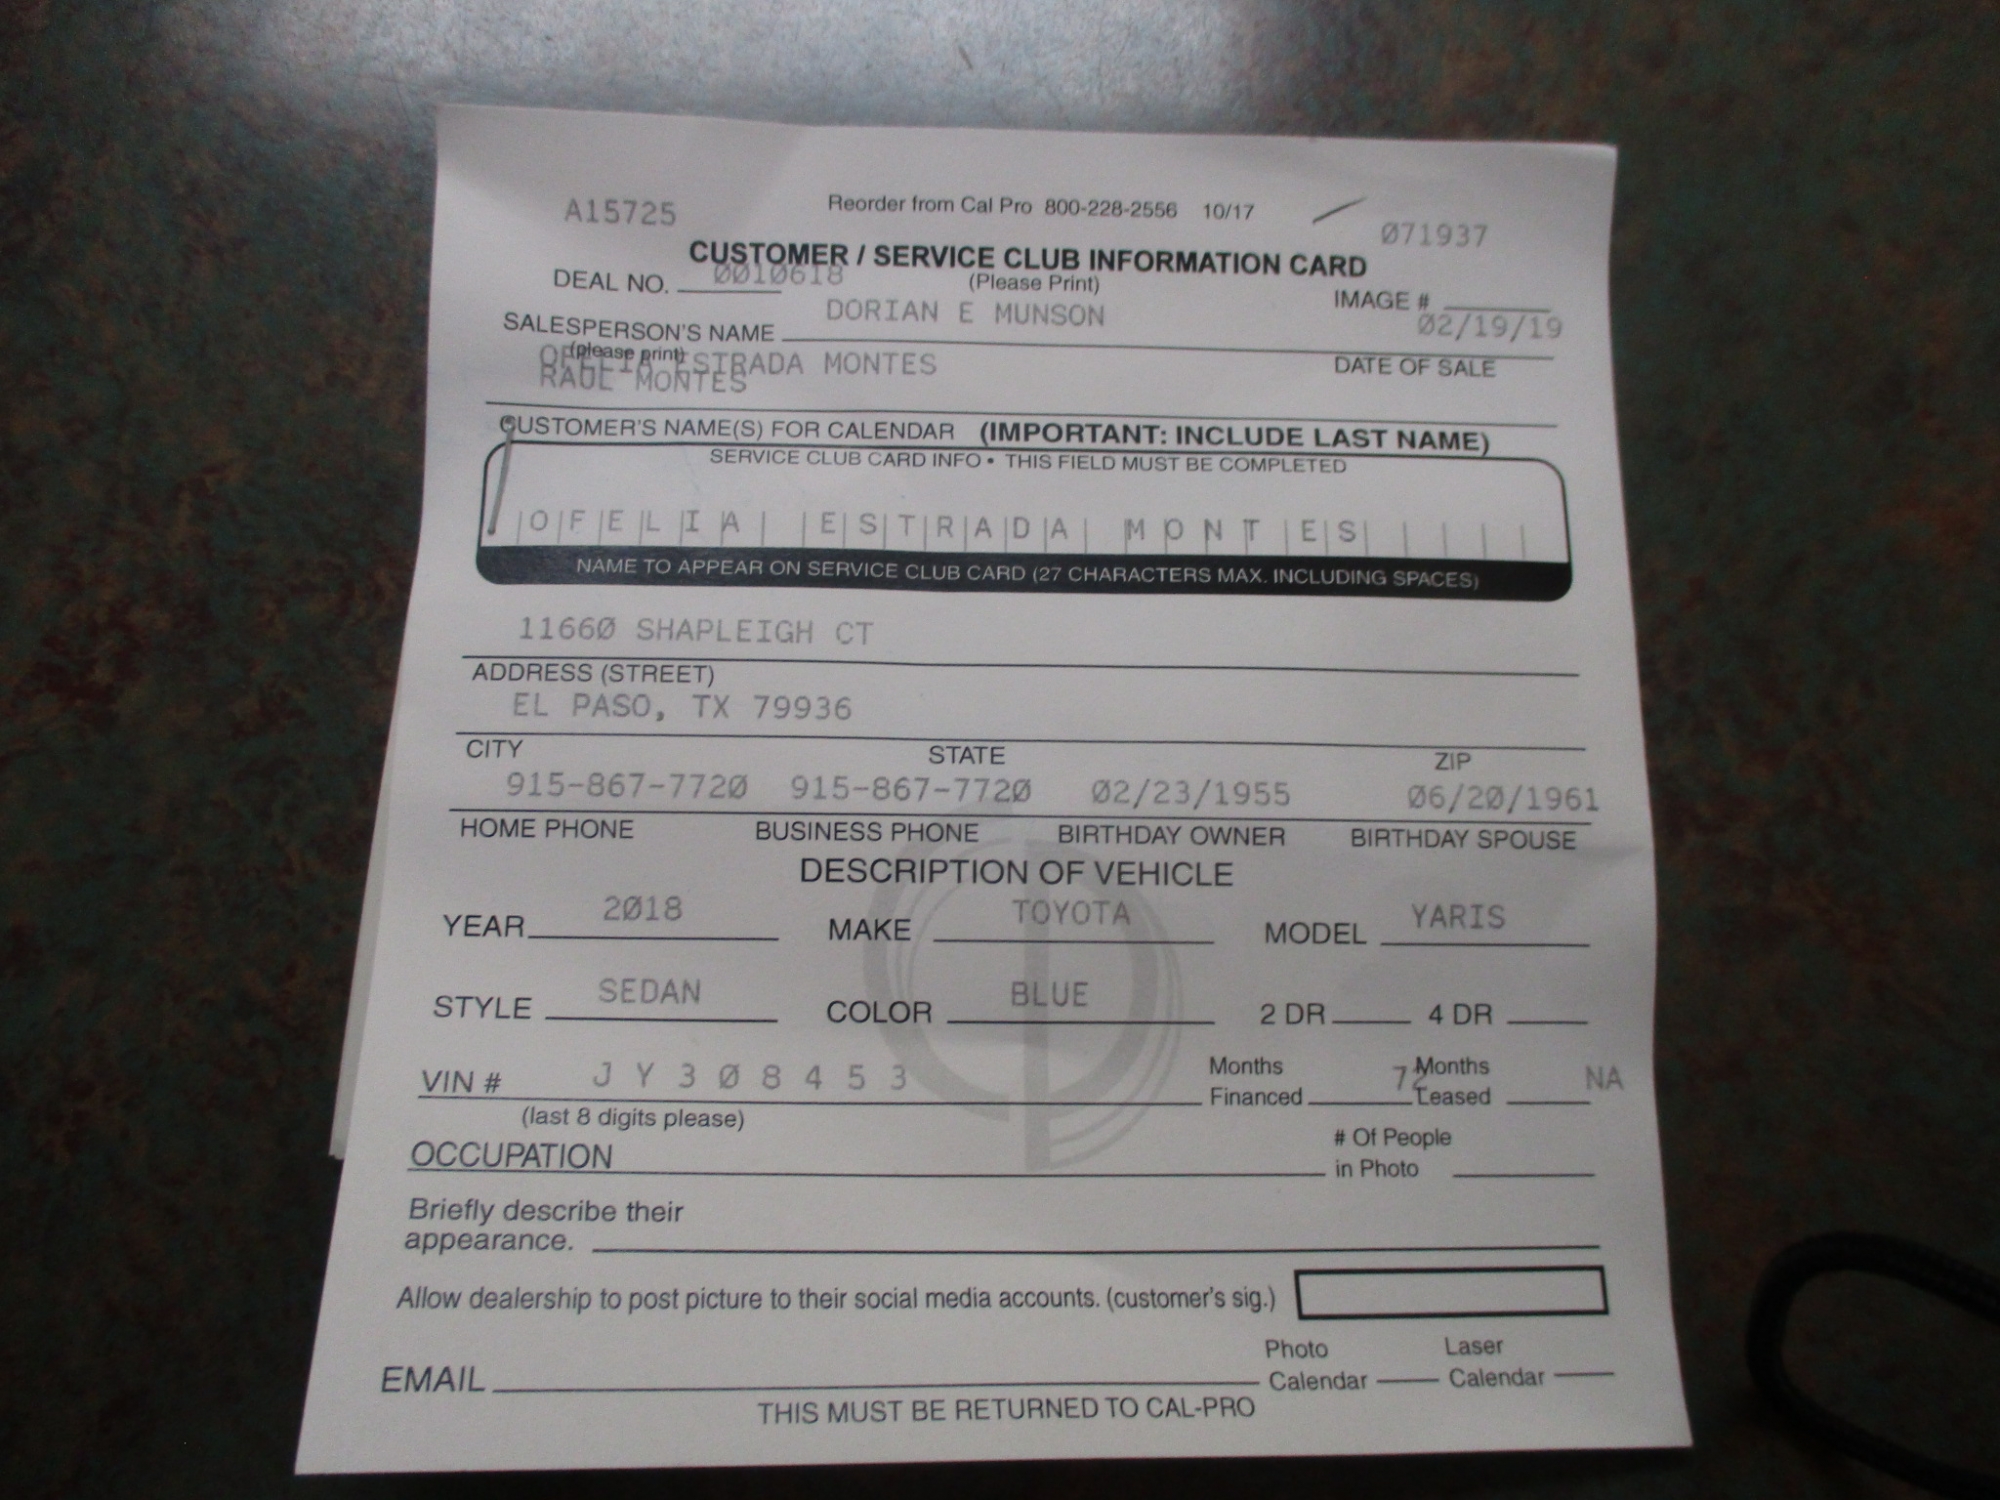 A15725 Reorder from Cal Pro 800-228-2556 10/17 071937
CUSTOMER / SERVICE CLUB INFORMATION CARD
DEAL NO. 0010618 (Please Print) IMAGE #
SALESPERSON'S NAME DORIAN E MUNSON 02/19/19
(please print) DATE OF SALE
OFELIA ESTRADA MONTES
RAUL MONTES
CUSTOMER'S NAME(S) FOR CALENDAR (IMPORTANT: INCLUDE LAST NAME)
SERVICE CLUB CARD INFO • THIS FIELD MUST BE COMPLETED
OFELIA ESTRADA MONTES
NAME TO APPEAR ON SERVICE CLUB CARD (27 CHARACTERS MAX. INCLUDING SPACES)
11660 SHAPLEIGH CT
ADDRESS (STREET)
EL PASO, TX 79936
CITY STATE ZIP
915-867-7720 915-867-7720 02/23/1955 06/20/1961
HOME PHONE BUSINESS PHONE BIRTHDAY OWNER BIRTHDAY SPOUSE
DESCRIPTION OF VEHICLE
YEAR 2018 MAKE TOYOTA MODEL YARIS
STYLE SEDAN COLOR BLUE 2 DR 4 DR
VIN # JY308453 Months Financed 72 Months Leased NA
(last 8 digits please)
OCCUPATION # Of People in Photo
Briefly describe their
appearance.
Allow dealership to post picture to their social media accounts. (customer's sig.)
EMAIL Photo Calendar Laser Calendar
THIS MUST BE RETURNED TO CAL-PRO